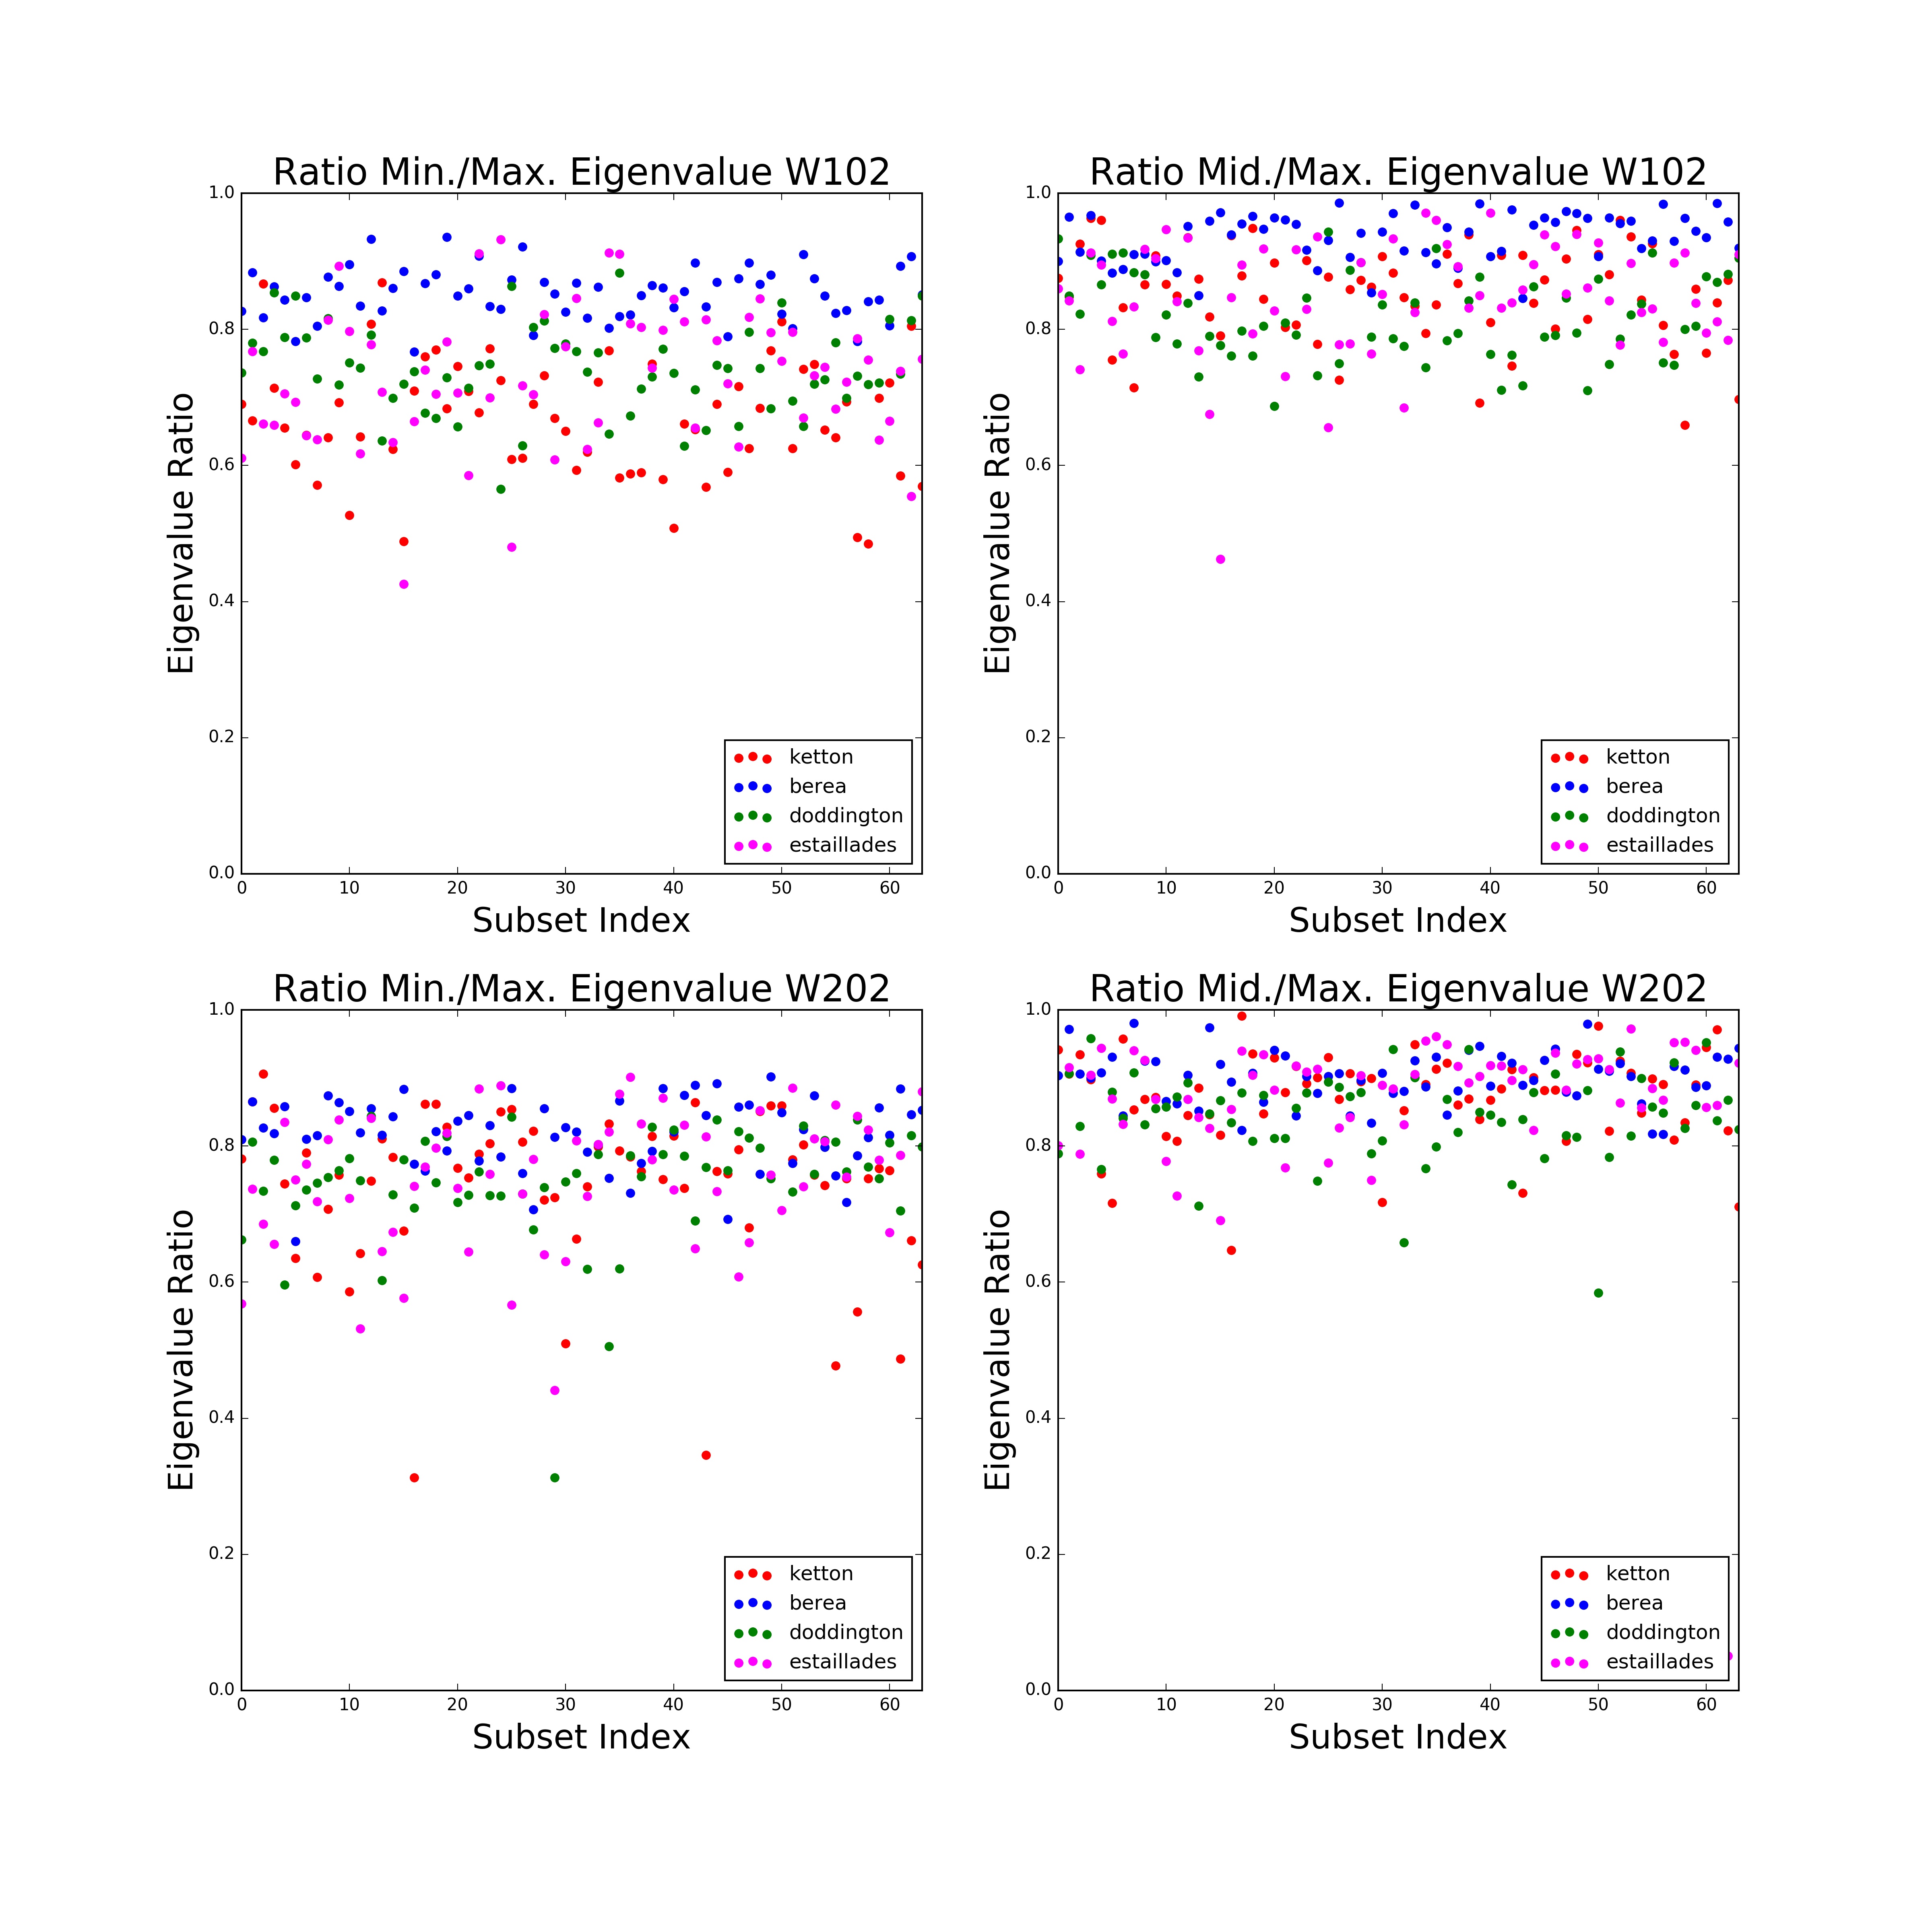 Ratio Min./Max. Eigenvalue W102
1.0
0.8
0.6
0.4
0.2
0.0
Eigenvalue Ratio
ketton
berea
doddington
estaillades
0 10 20 30 40 50 60
Subset Index
Ratio Mid./Max. Eigenvalue W102
1.0
0.8
0.6
0.4
0.2
0.0
Eigenvalue Ratio
ketton
berea
doddington
estaillades
0 10 20 30 40 50 60
Subset Index
Ratio Min./Max. Eigenvalue W202
1.0
0.8
0.6
0.4
0.2
0.0
Eigenvalue Ratio
ketton
berea
doddington
estaillades
0 10 20 30 40 50 60
Subset Index
Ratio Mid./Max. Eigenvalue W202
1.0
0.8
0.6
0.4
0.2
0.0
Eigenvalue Ratio
ketton
berea
doddington
estaillades
0 10 20 30 40 50 60
Subset Index